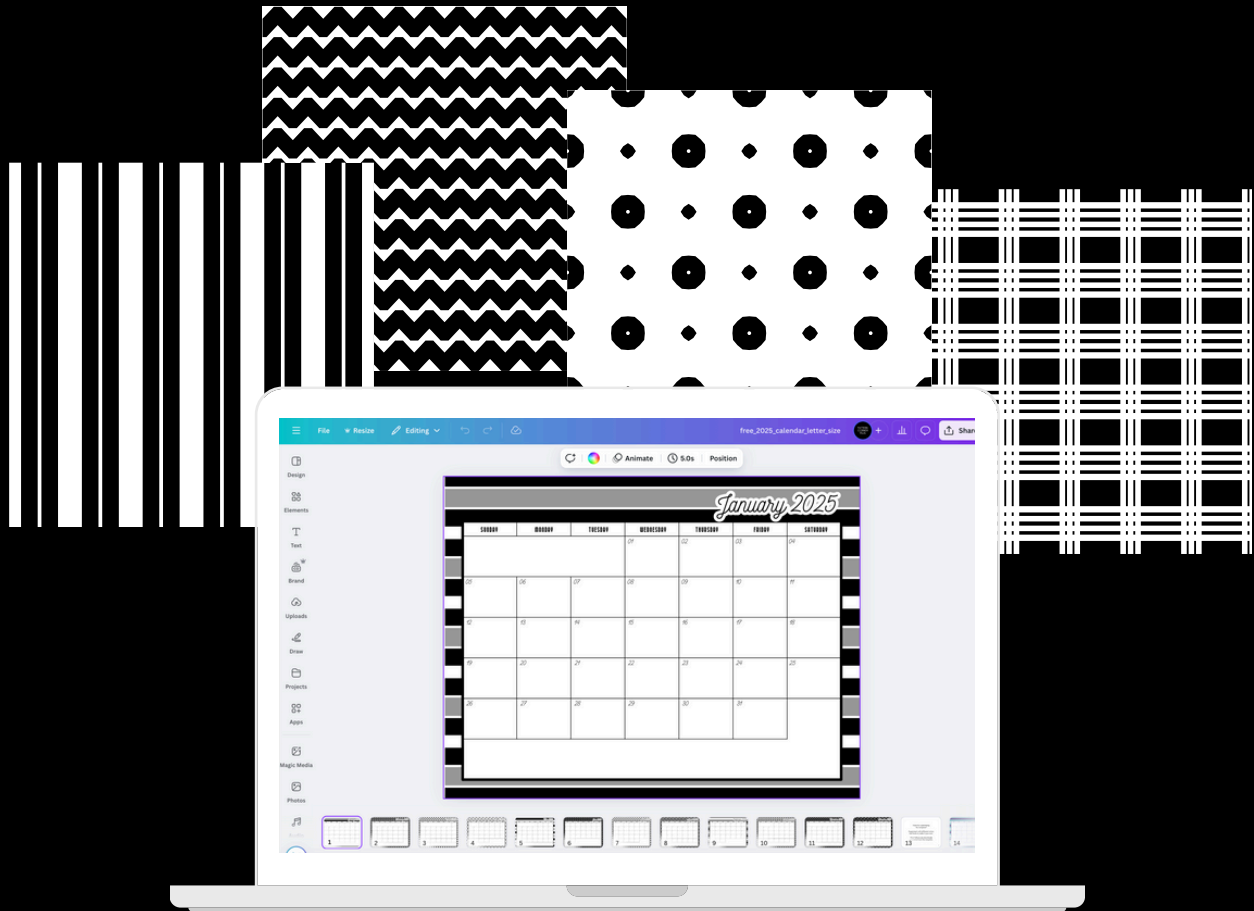 File Resize Editing free_2025_calendar_letter_size + Share
Animate 5.0s Position
Design
Elements
Text
Brand
Uploads
Draw
Projects
Apps
Magic Media
Photos
January 2025
SUNDAY MONDAY TUESDAY WEDNESDAY THURSDAY FRIDAY SATURDAY
01 02 03 04
05 06 07 08 09 10 11
12 13 14 15 16 17 18
19 20 21 22 23 24 25
26 27 28 29 30 31
1 2 3 4 5 6 7 8 9 10 11 12 13 14